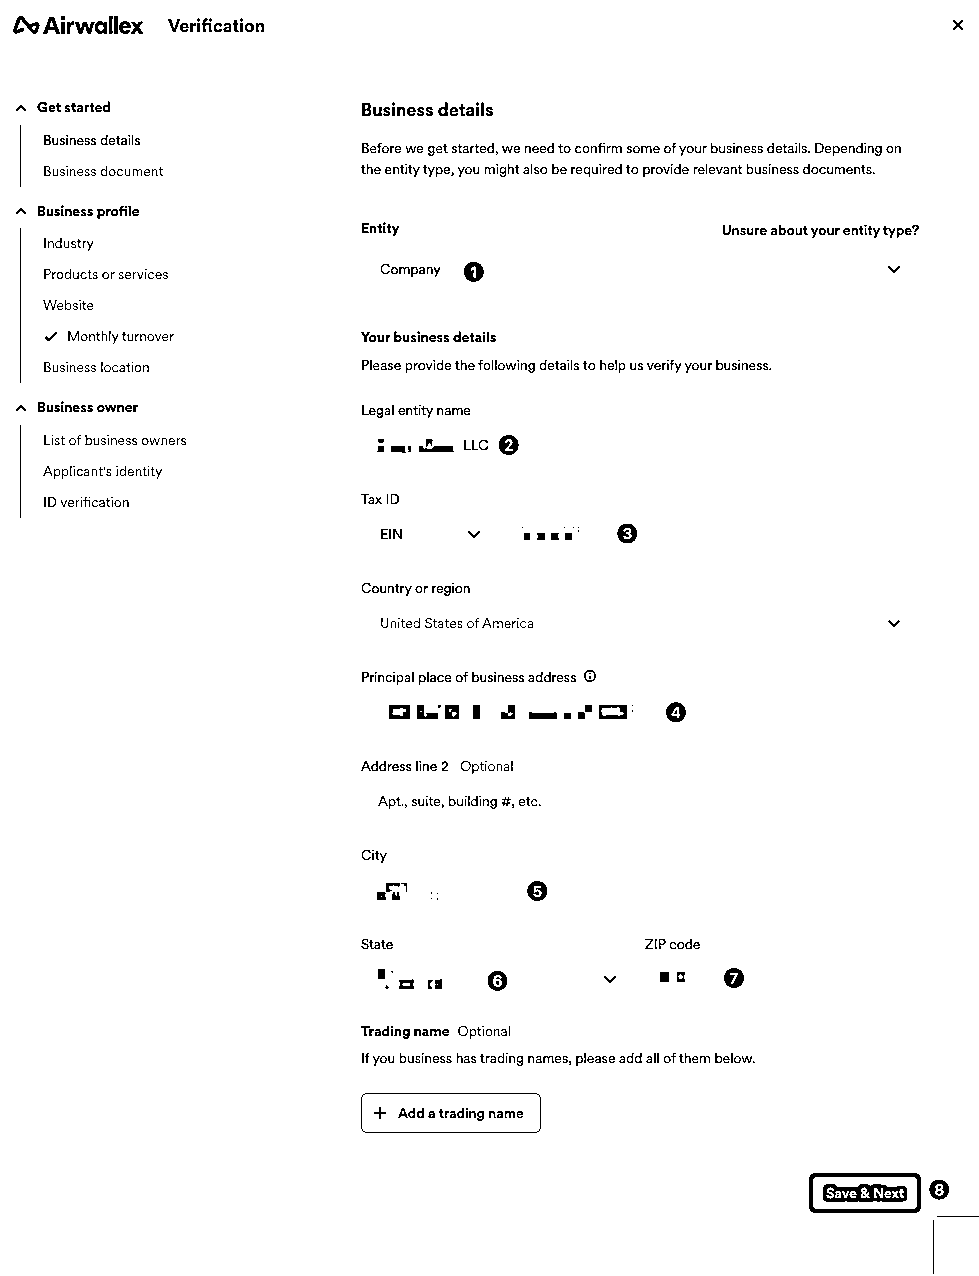 Airwallex Verification
Get started
Business details
Business document
Business profile
Industry
Products or services
Website
Monthly turnover
Business location
Business owner
List of business owners
Applicant's identity
ID verification
Business details
Before we get started, we need to confirm some of your business details. Depending on
the entity type, you might also be required to provide relevant business documents.
Entity Unsure about your entity type?
Company 1
Your business details
Please provide the following details to help us verify your business.
Legal entity name
LLC 2
Tax ID
EIN 3
Country or region
United States of America
Principal place of business address
4
Address line 2 Optional
Apt., suite, building #, etc.
City
5
State ZIP code
6 7
Trading name Optional
If you business has trading names, please add all of them below.
+ Add a trading name
Save & Next 8